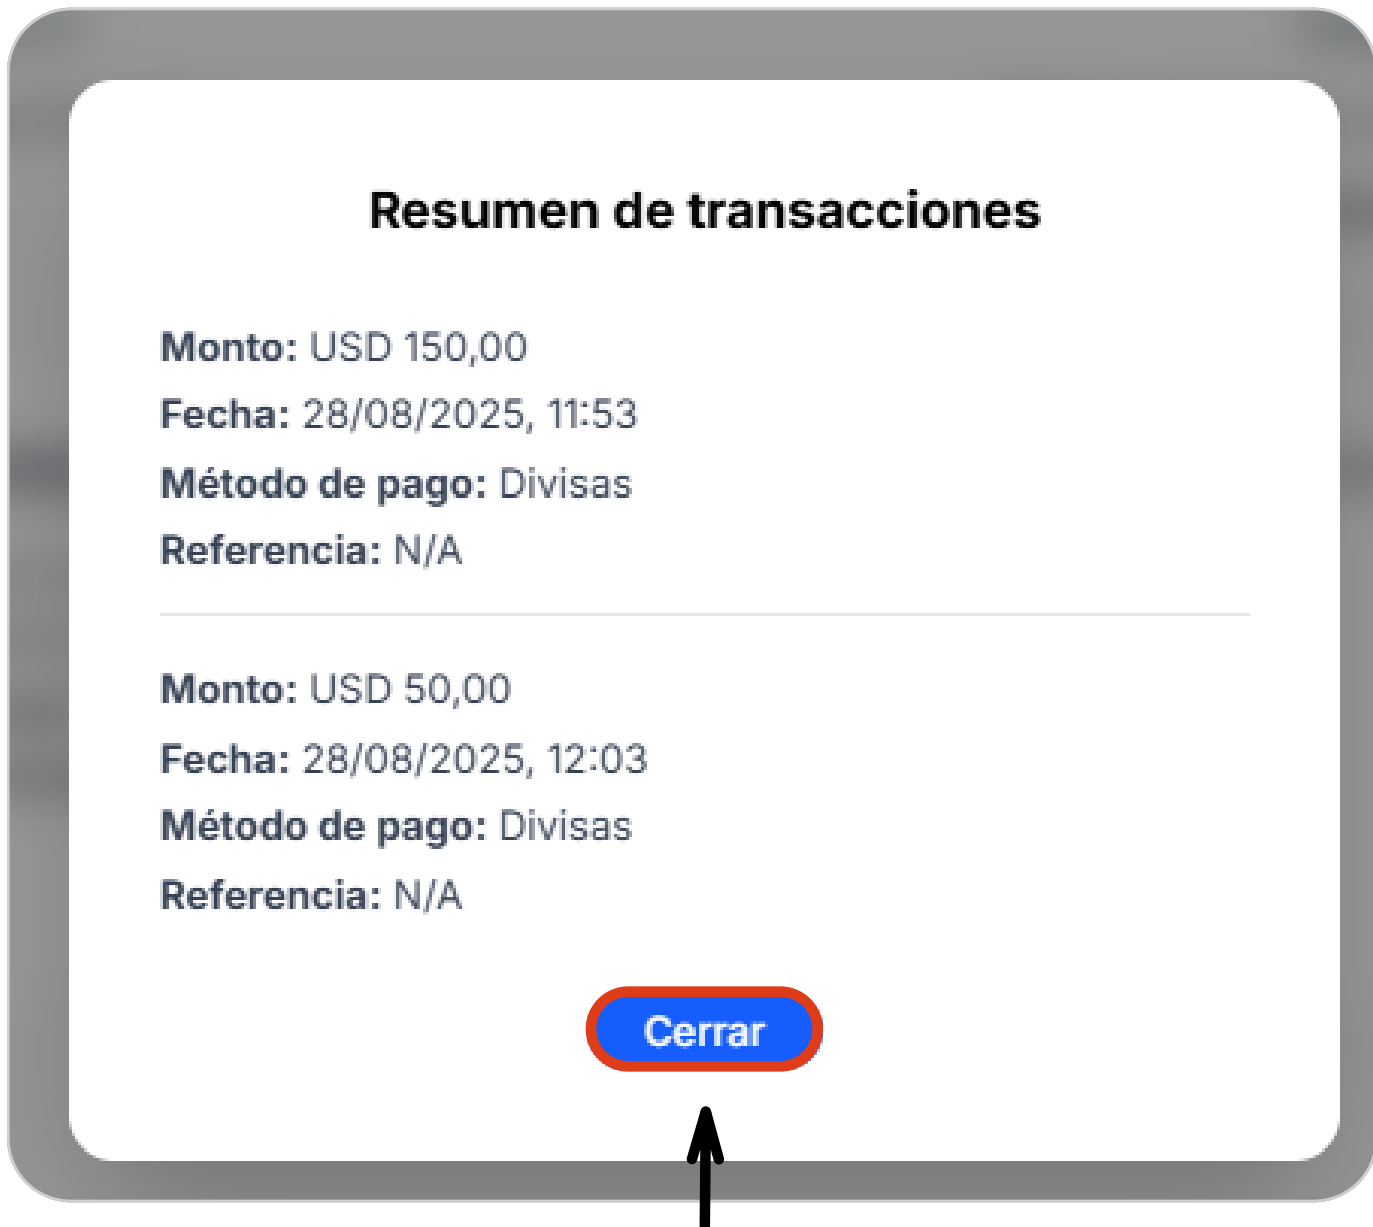 Resumen de transacciones
Monto: USD 150,00
Fecha: 28/08/2025, 11:53
Método de pago: Divisas
Referencia: N/A
Monto: USD 50,00
Fecha: 28/08/2025, 12:03
Método de pago: Divisas
Referencia: N/A
Cerrar